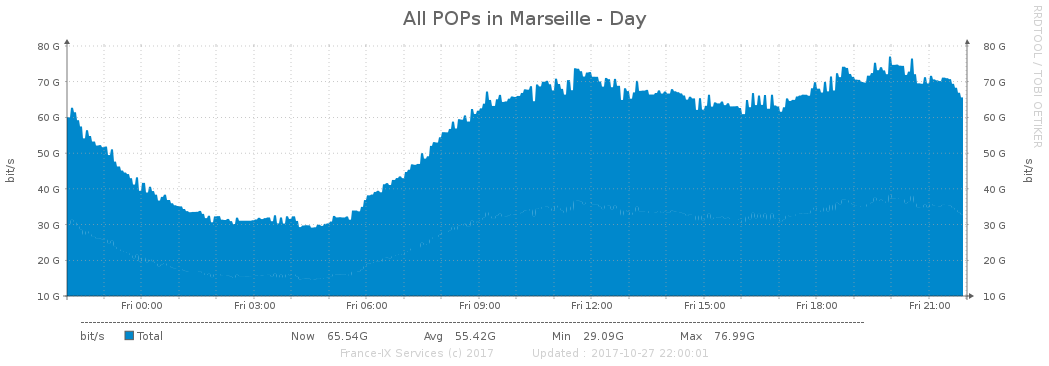 All POPs in Marseille - Day
RRDTOOL / TOBI OETIKER
80 G 80 G
70 G 70 G
60 G 60 G
50 G 50 G
40 G 40 G
30 G 30 G
20 G 20 G
10 G 10 G
bit/s bit/s
Fri 00:00 Fri 03:00 Fri 06:00 Fri 09:00 Fri 12:00 Fri 15:00 Fri 18:00 Fri 21:00
bit/s Total Now 65.54G Avg 55.42G Min 29.09G Max 76.99G
France-IX Services (c) 2017 Updated : 2017-10-27 22:00:01